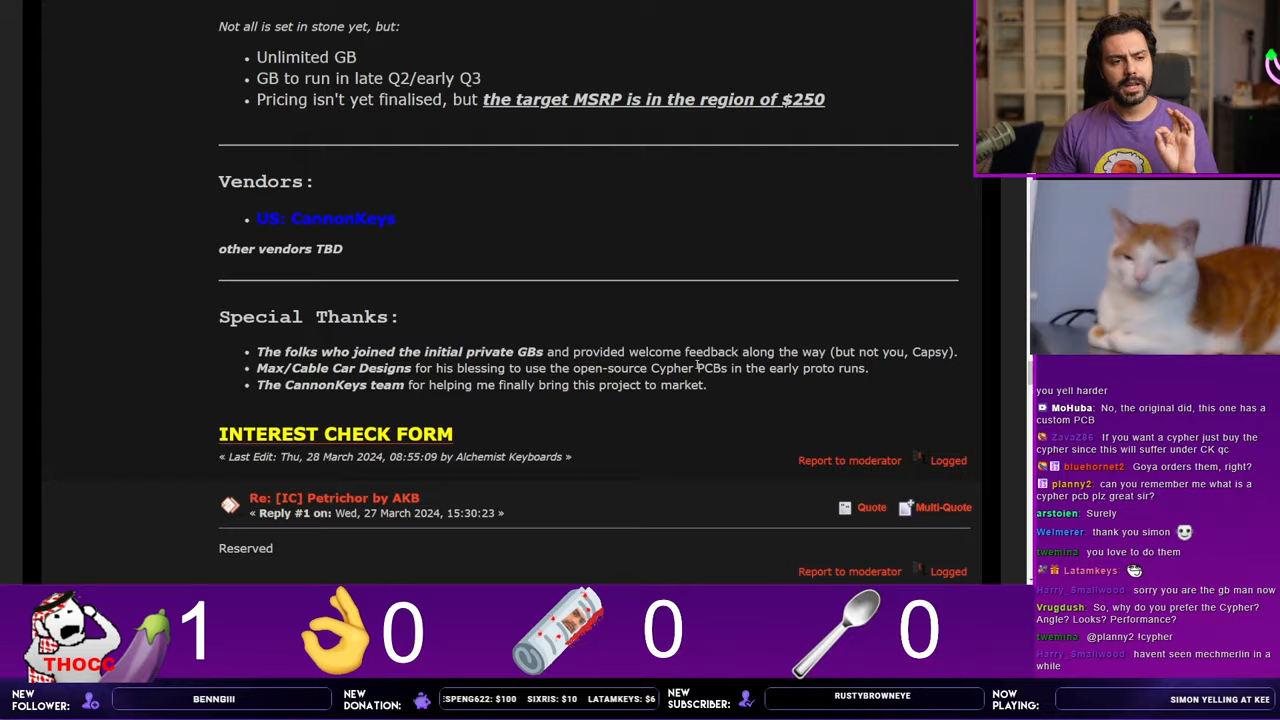 Not all is set in stone yet, but:
Unlimited GB
GB to run in late Q2/early Q3
Pricing isn't yet finalised, but the target MSRP is in the region of $250
Vendors:
US: CannonKeys
other vendors TBD
Special Thanks:
The folks who joined the initial private GBs and provided welcome feedback along the way (but not you, Capsy).
Max/Cable Car Designs for his blessing to use the open-source Cypher PCBs in the early proto runs.
The CannonKeys team for helping me finally bring this project to market.
INTEREST CHECK FORM
« Last Edit: Thu, 28 March 2024, 08:55:09 by Alchemist Keyboards »
Report to moderator
Logged
Re: [IC] Petrichor by AKB
« Reply #1 on: Wed, 27 March 2024, 15:30:23 »
Quote
Multi-Quote
Reserved
Report to moderator
Logged
you yell harder
MoHuba: No, the original did, this one has a
custom PCB
ZavaZ86: If you want a cypher just buy the
cypher since this will suffer under CK qc
bluehornet2: Goya orders them, right?
planny2: can you remember me what is a
cypher pcb plz great sir?
arstoien: Surely
Welmerer: thank you simon
twemina: you love to do them
Latamkeys:
Harry_Smallwood: sorry you are the gb man now
Vrugdush: So, why do you prefer the Cypher?
Angle? Looks? Performance?
twemina: @planny2 !cypher
Harry_Smallwood: havent seen mechmerlin in a
while
THOCC
1
0
0
0
NEW
FOLLOWER:
BENNGIII
NEW
DONATION:
:SPENG622: $100 SIXRIS: $10 LATAMKEYS: $6
NEW
SUBSCRIBER:
RUSTYBROWNEYE
NOW
PLAYING:
SIMON YELLING AT KEE